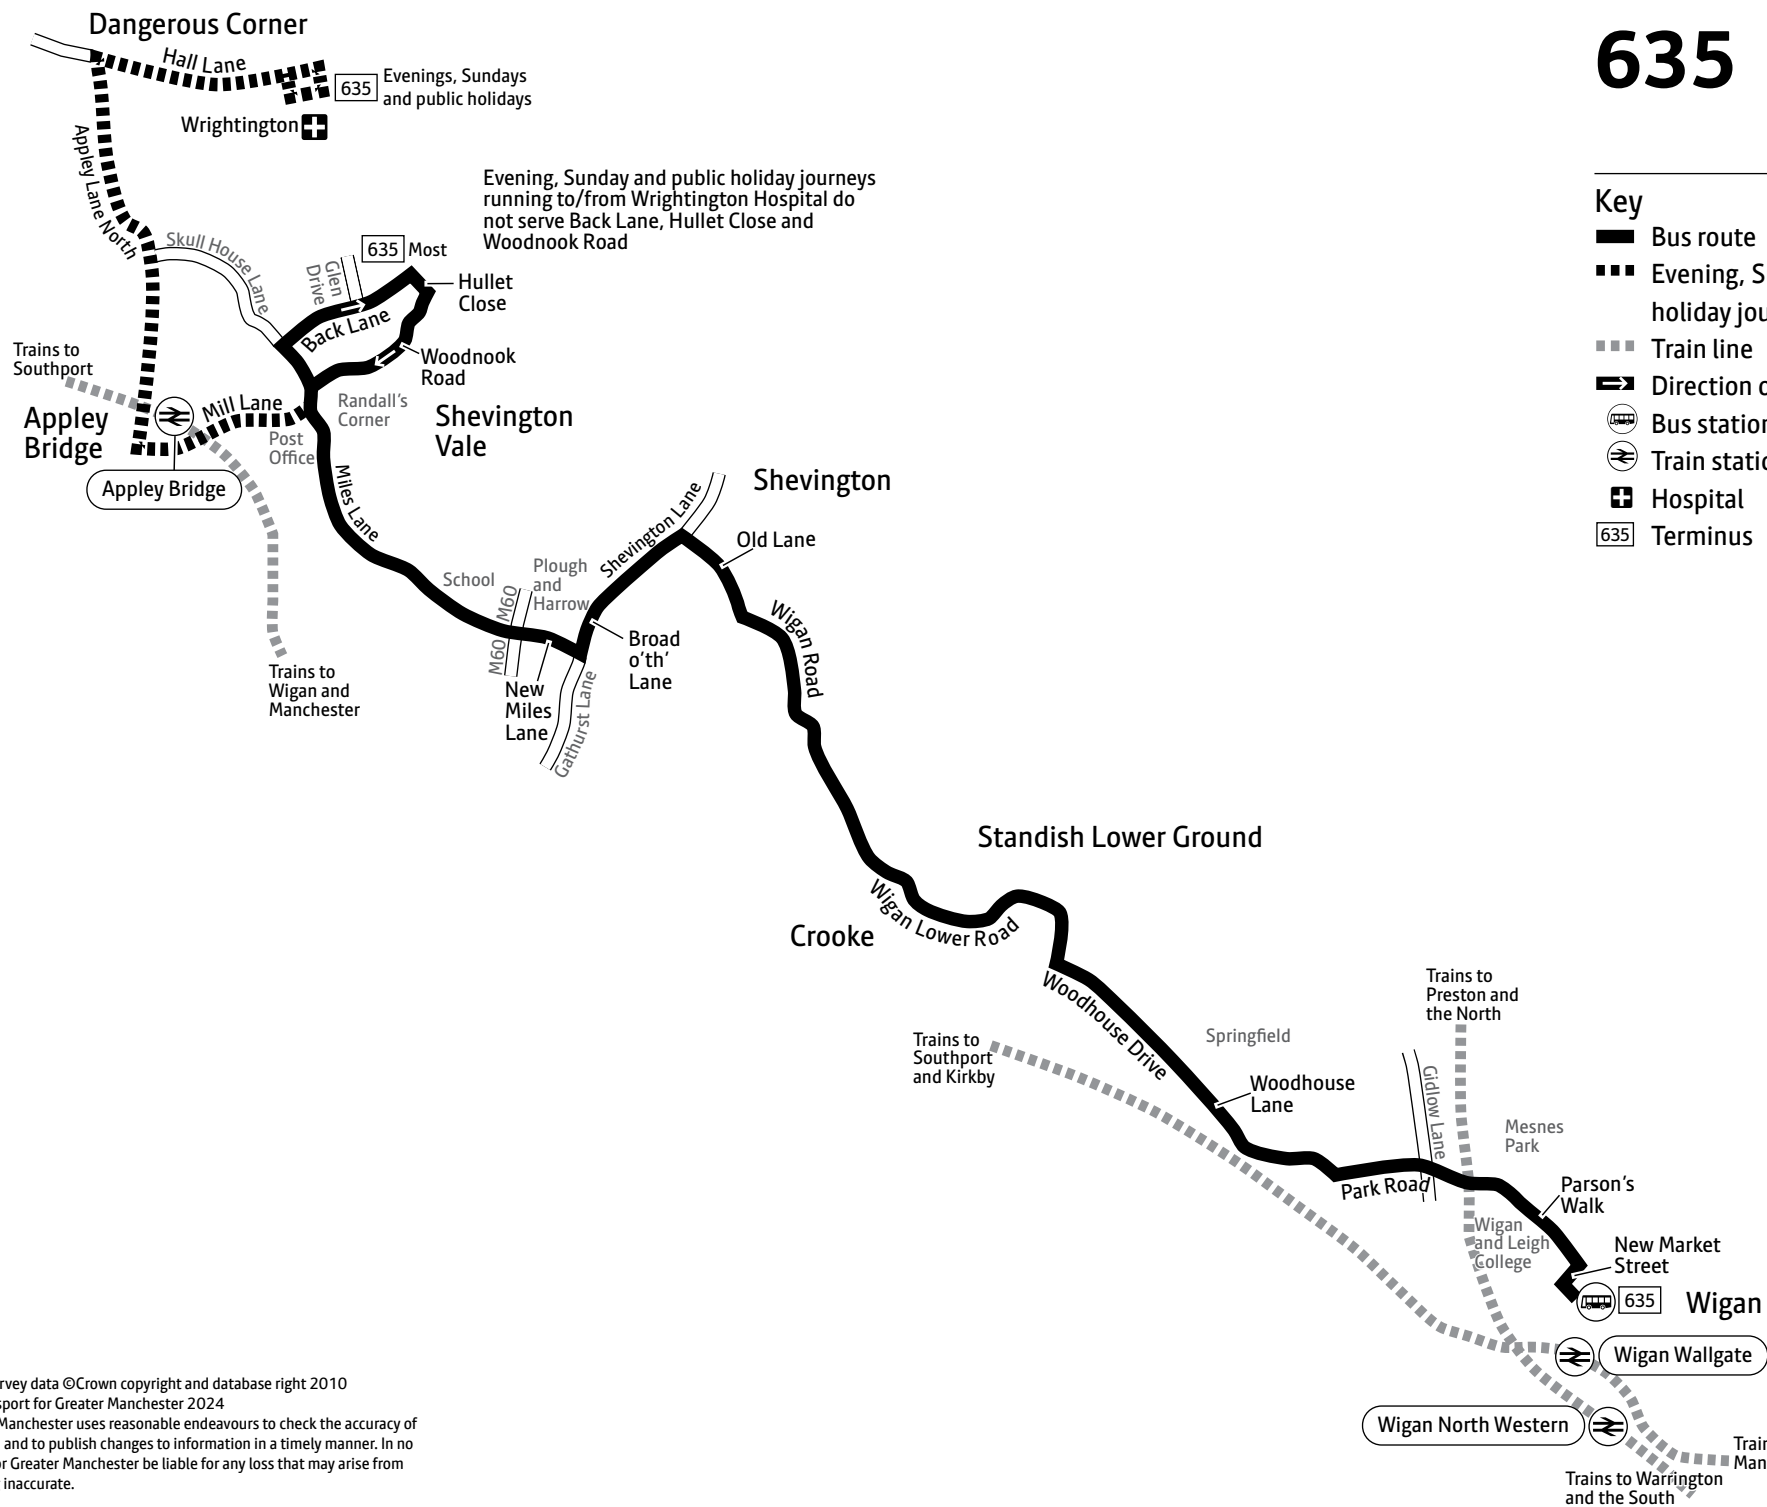 Dangerous Corner
635
Hall Lane
635
Evenings, Sundays
and public holidays
Wrightington
Appley Lane North
Evening, Sunday and public holiday journeys
running to/from Wrightington Hospital do
not serve Back Lane, Hullet Close and
Woodnook Road
Key
Bus route
Evening, S
holiday jou
Train line
Direction o
Bus station
Train statio
Hospital
635 Terminus
Skull House Lane
635 Most
Glen
Drive
Hullet
Close
Back Lane
Woodnook
Road
Trains to
Southport
Appley
Bridge
Mill Lane
Randall's
Corner
Post
Office
Shevington
Vale
Appley Bridge
Miles Lane
Shevington
Shevington Lane
Old Lane
School
Plough
and
Harrow
M60
M60
Wigan Road
Broad
o'th'
Lane
New
Miles
Lane
Gathurst Lane
Trains to
Wigan and
Manchester
Standish Lower Ground
Wigan Lower Road
Crooke
Woodhouse Drive
Trains to
Preston and
the North
Springfield
Trains to
Southport
and Kirkby
Woodhouse
Lane
Gidlow Lane
Mesnes
Park
Park Road
Parson's
Walk
Wigan
and Leigh
College
New Market
Street
635
Wigan
Wigan Wallgate
Wigan North Western
Train
Man
Trains to Warrington
and the South
rvey data ©Crown copyright and database right 2010
sport for Greater Manchester 2024
Manchester uses reasonable endeavours to check the accuracy of
and to publish changes to information in a timely manner. In no
or Greater Manchester be liable for any loss that may arise from
inaccurate.